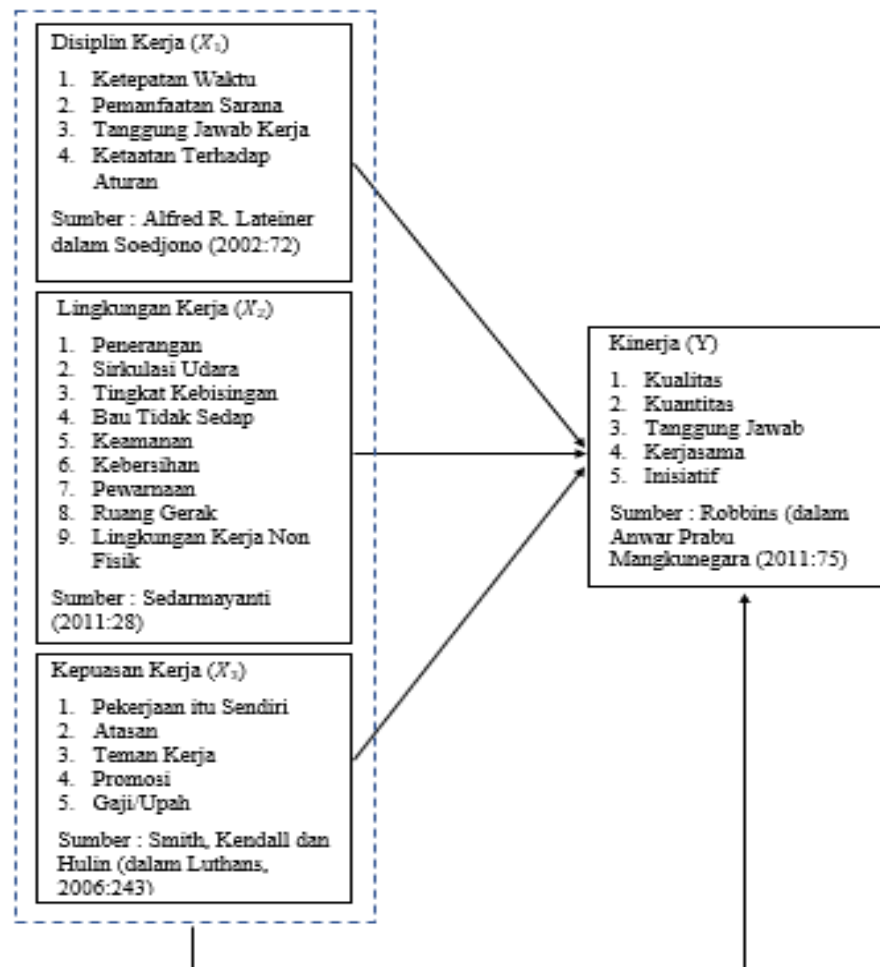 Disiplin Kerja (X₁)
1. Ketepatan Waktu
2. Pemanfaatan Sarana
3. Tanggung Jawab Kerja
4. Ketaatan Terhadap
Aturan
Sumber : Alfred R. Lateiner
dalam Soedjono (2002:72)
Lingkungan Kerja (X₂)
1. Penerangan
2. Sirkulasi Udara
3. Tingkat Kebisingan
4. Bau Tidak Sedap
5. Keamanan
6. Kebersihan
7. Pewarnaan
8. Ruang Gerak
9. Lingkungan Kerja Non
Fisik
Sumber : Sedarmayanti
(2011:28)
Kepuasan Kerja (X₃)
1. Pekerjaan itu Sendiri
2. Atasan
3. Teman Kerja
4. Promosi
5. Gaji/Upah
Sumber : Smith, Kendall dan
Hulin (dalam Luthans,
2006:243)
Kinerja (Y)
1. Kualitas
2. Kuantitas
3. Tanggung Jawab
4. Kerjasama
5. Inisiatif
Sumber : Robbins (dalam
Anwar Prabu
Mangkunegara (2011:75)